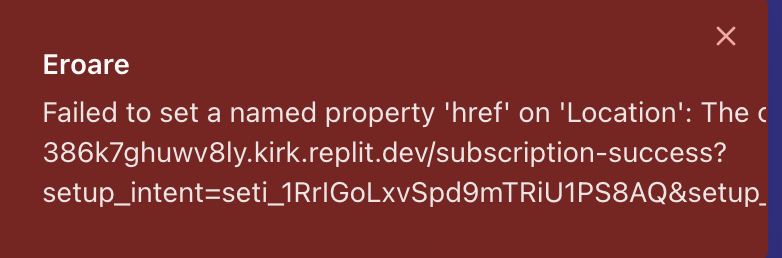 Eroare
Failed to set a named property 'href' on 'Location': The
386k7ghuwv8ly.kirk.replit.dev/subscription-success?
setup_intent=seti_1RrIGoLxvSpd9mTRiU1PS8AQ&setup_